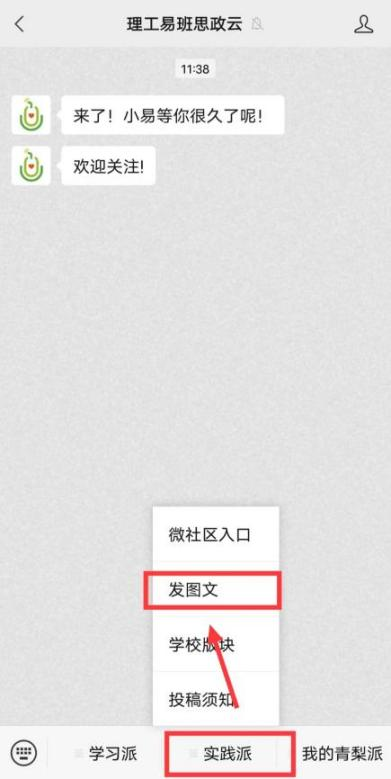 理工易班思政云
11:38
来了！小易等你很久了呢！
欢迎关注!
微社区入口
发图文
学校版块
投稿须知
学习派
实践派
我的青梨派